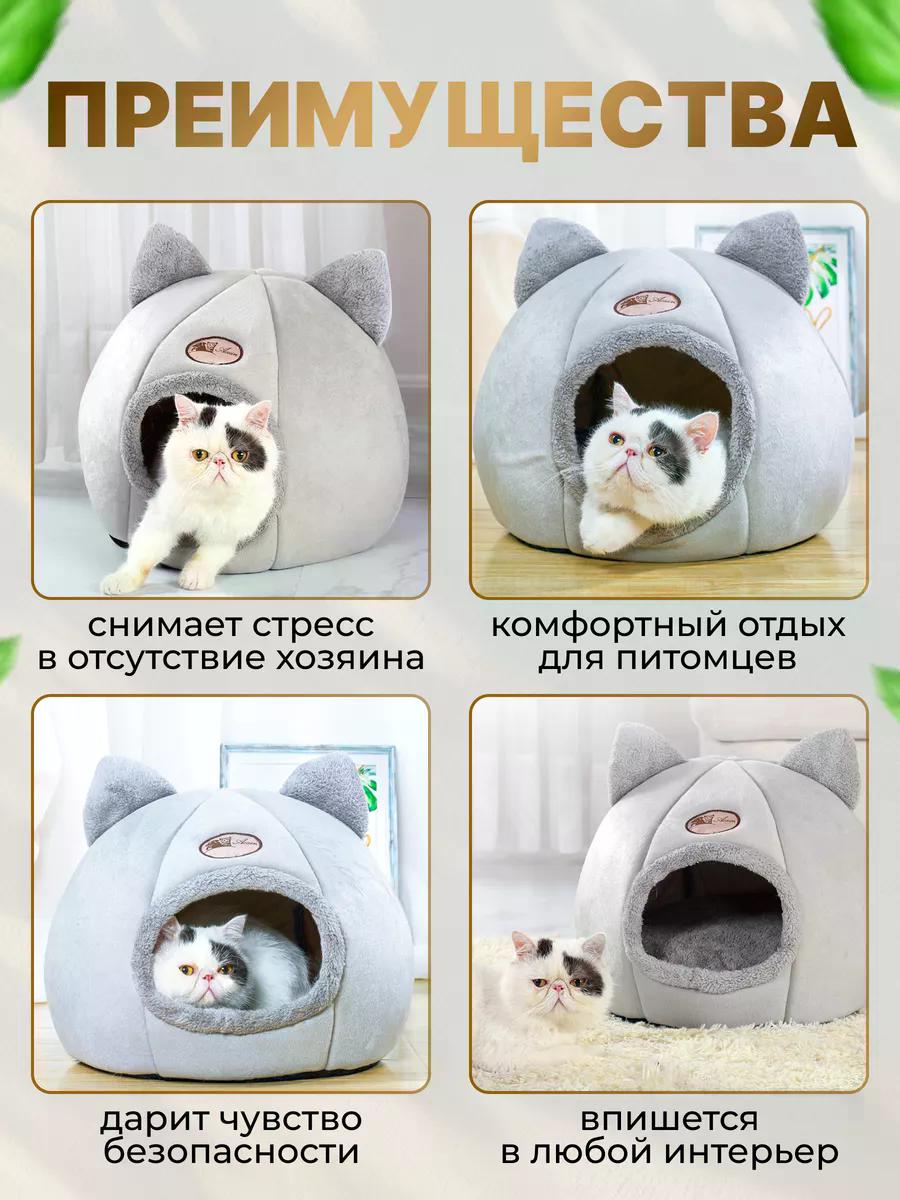 ПРЕИМУЩЕСТВА
снимает стресс
в отсутствие хозяина
комфортный отдых
для питомцев
дарит чувство
безопасности
впишется
в любой интерьер